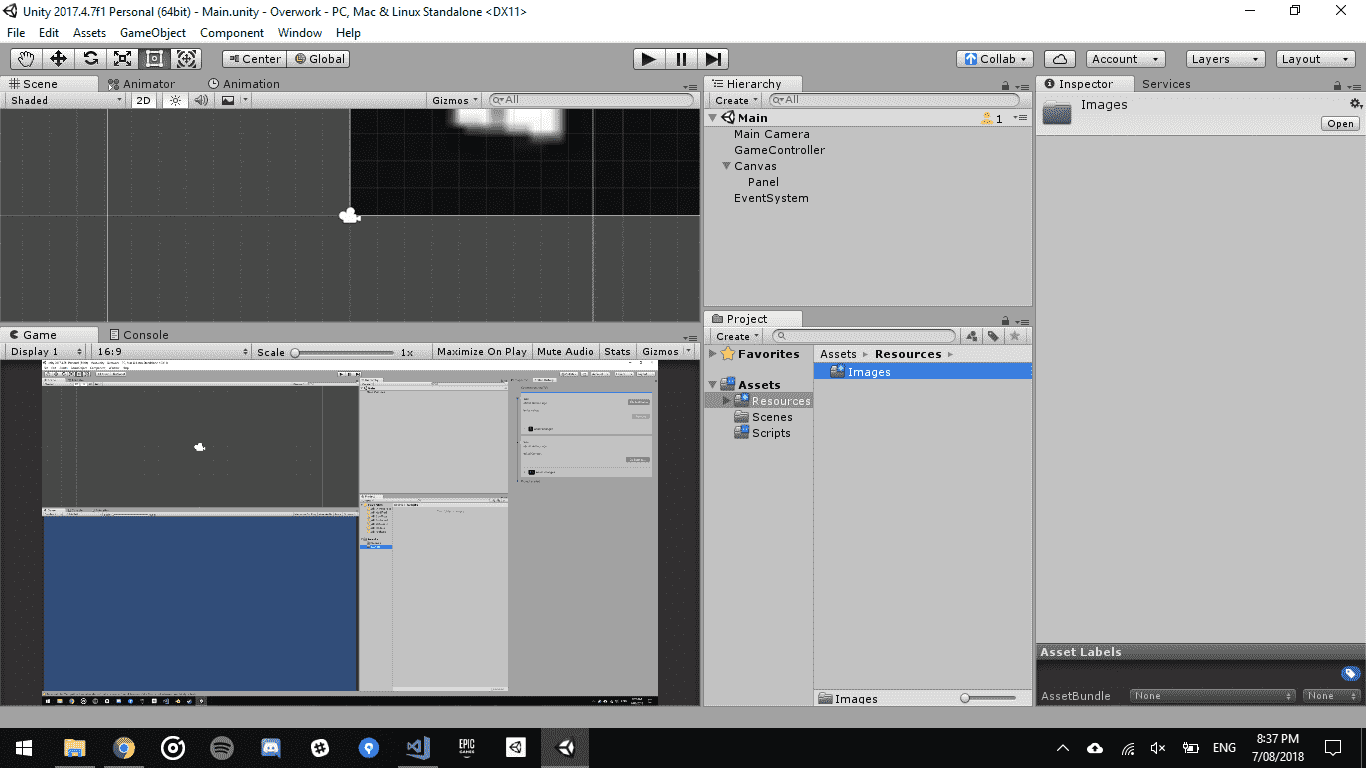 Unity 2017.4.7f1 Personal (64bit) - Main.unity - Overwork - PC, Mac & Linux Standalone <DX11>
File Edit Assets GameObject Component Window Help
Center Global Collab Account Layers Layout
Scene Animator Animation
Shaded 2D Gizmos All
Hierarchy
Create All
Main 1
Main Camera
GameController
Canvas
Panel
EventSystem
Inspector Services
Images
Open
Game Console
Display 1 16:9 Scale 1x Maximize On Play Mute Audio Stats Gizmos
Project
Create
Favorites
Assets
Resources
Scenes
Scripts
Assets Resources
Images
Images
Asset Labels
AssetBundle None None
EPIC GAMES
ENG
8:37 PM
7/08/2018